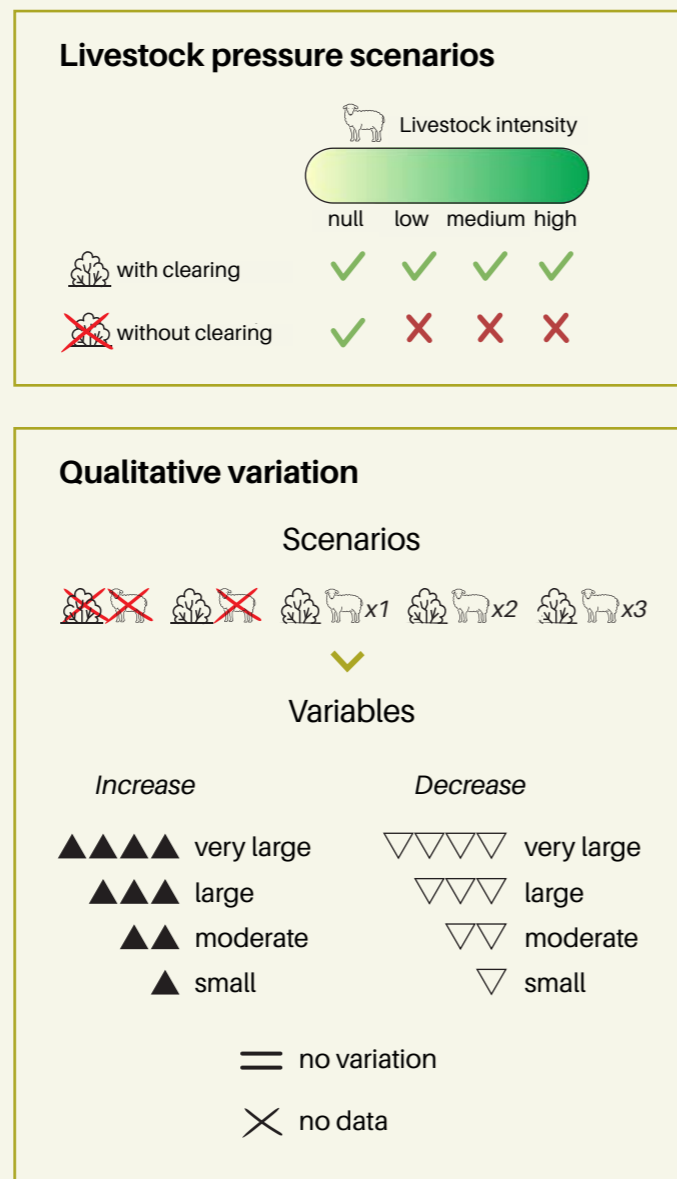 Livestock pressure scenarios
Livestock intensity
null low medium high
with clearing
without clearing
Qualitative variation
Scenarios
x1 x2 x3
Variables
Increase Decrease
very large very large
large large
moderate moderate
small small
no variation
no data